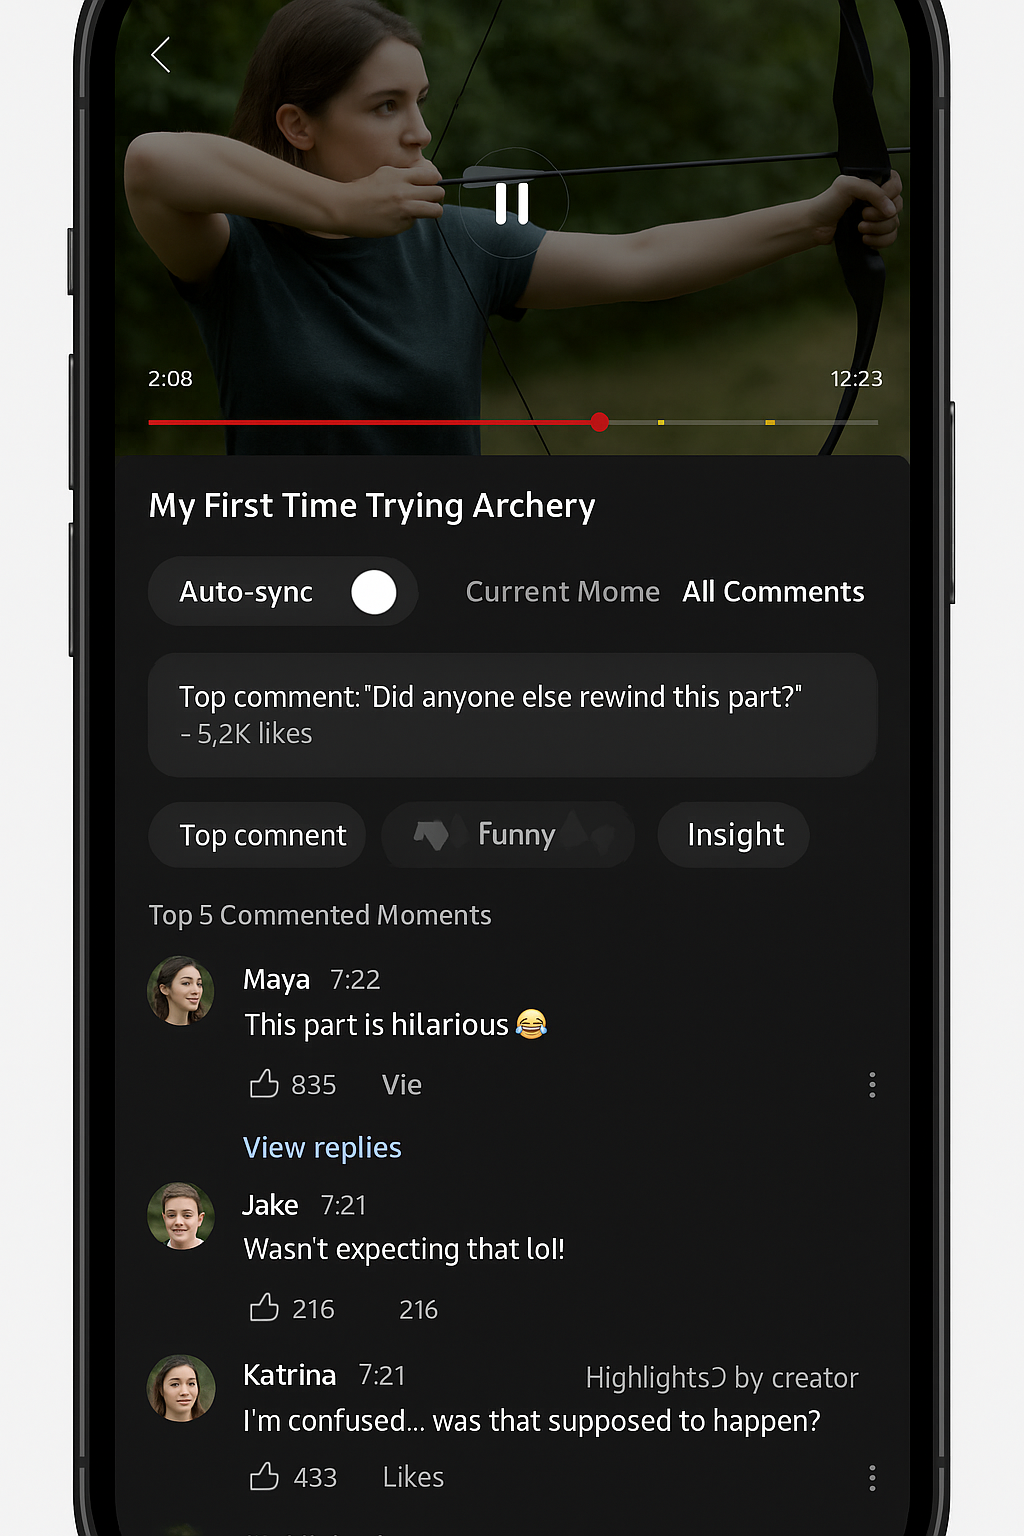 2:08
12:23
My First Time Trying Archery
Auto-sync
Current Mome
All Comments
Top comment: "Did anyone else rewind this part?"
- 5,2K likes
Top comnent
Funny
Insight
Top 5 Commented Moments
Maya 7:22
This part is hilarious 😂
835 Vie
View replies
Jake 7:21
Wasn't expecting that lol!
216 216
Katrina 7:21
HighlightsƆ by creator
I'm confused... was that supposed to happen?
433 Likes